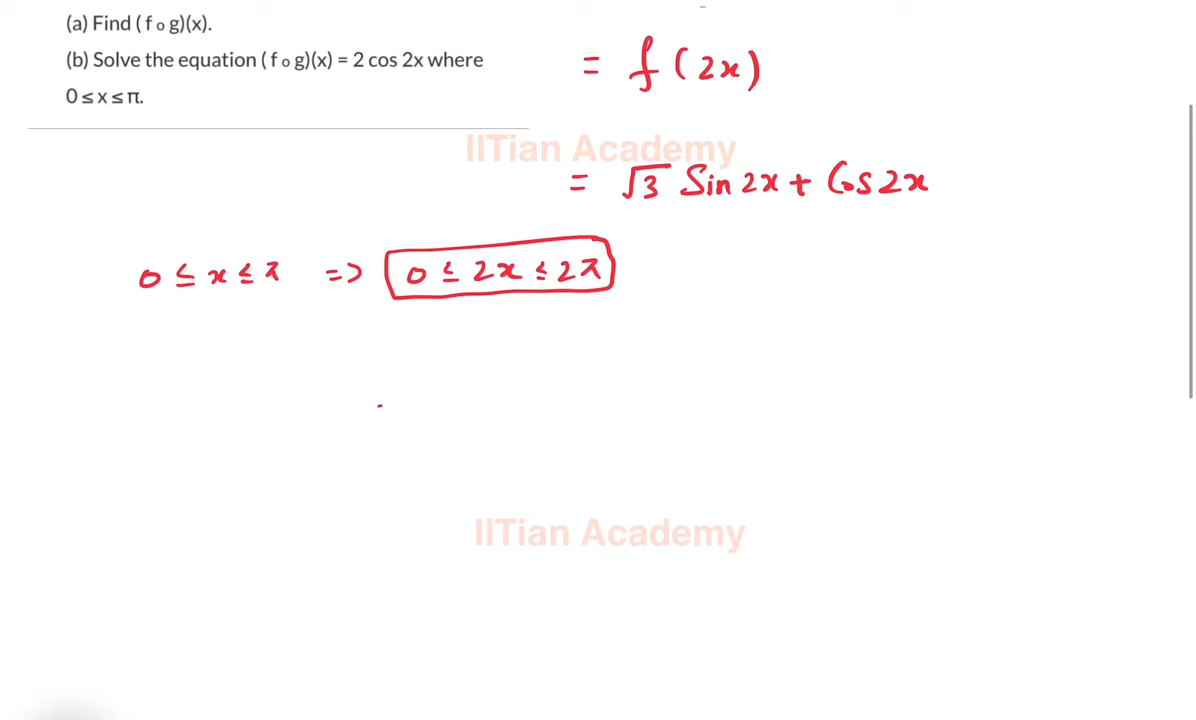 (a) Find ( f o g)(x).
(b) Solve the equation ( f o g)(x) = 2 cos 2x where
0 ≤ x ≤ π.
= f(2x)
IITian Academy
= √3 Sin 2x + Cos 2x
0 ≤ x ≤ π => 0 ≤ 2x ≤ 2π
IITian Academy